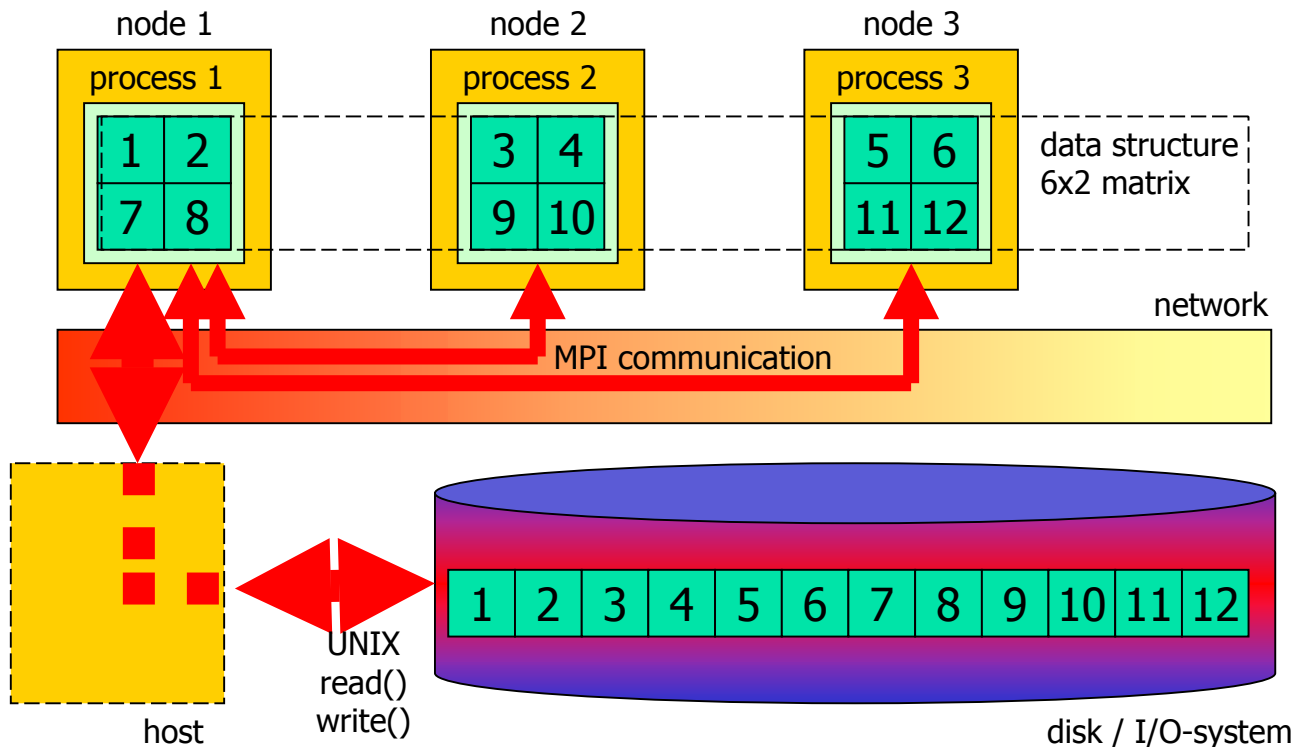 node 1
node 2
node 3
process 1
process 2
process 3
1 2
3 4
5 6
7 8
9 10
11 12
data structure
6x2 matrix
network
MPI communication
1 2 3 4 5 6 7 8 9 10 11 12
UNIX
read()
write()
host
disk / I/O-system